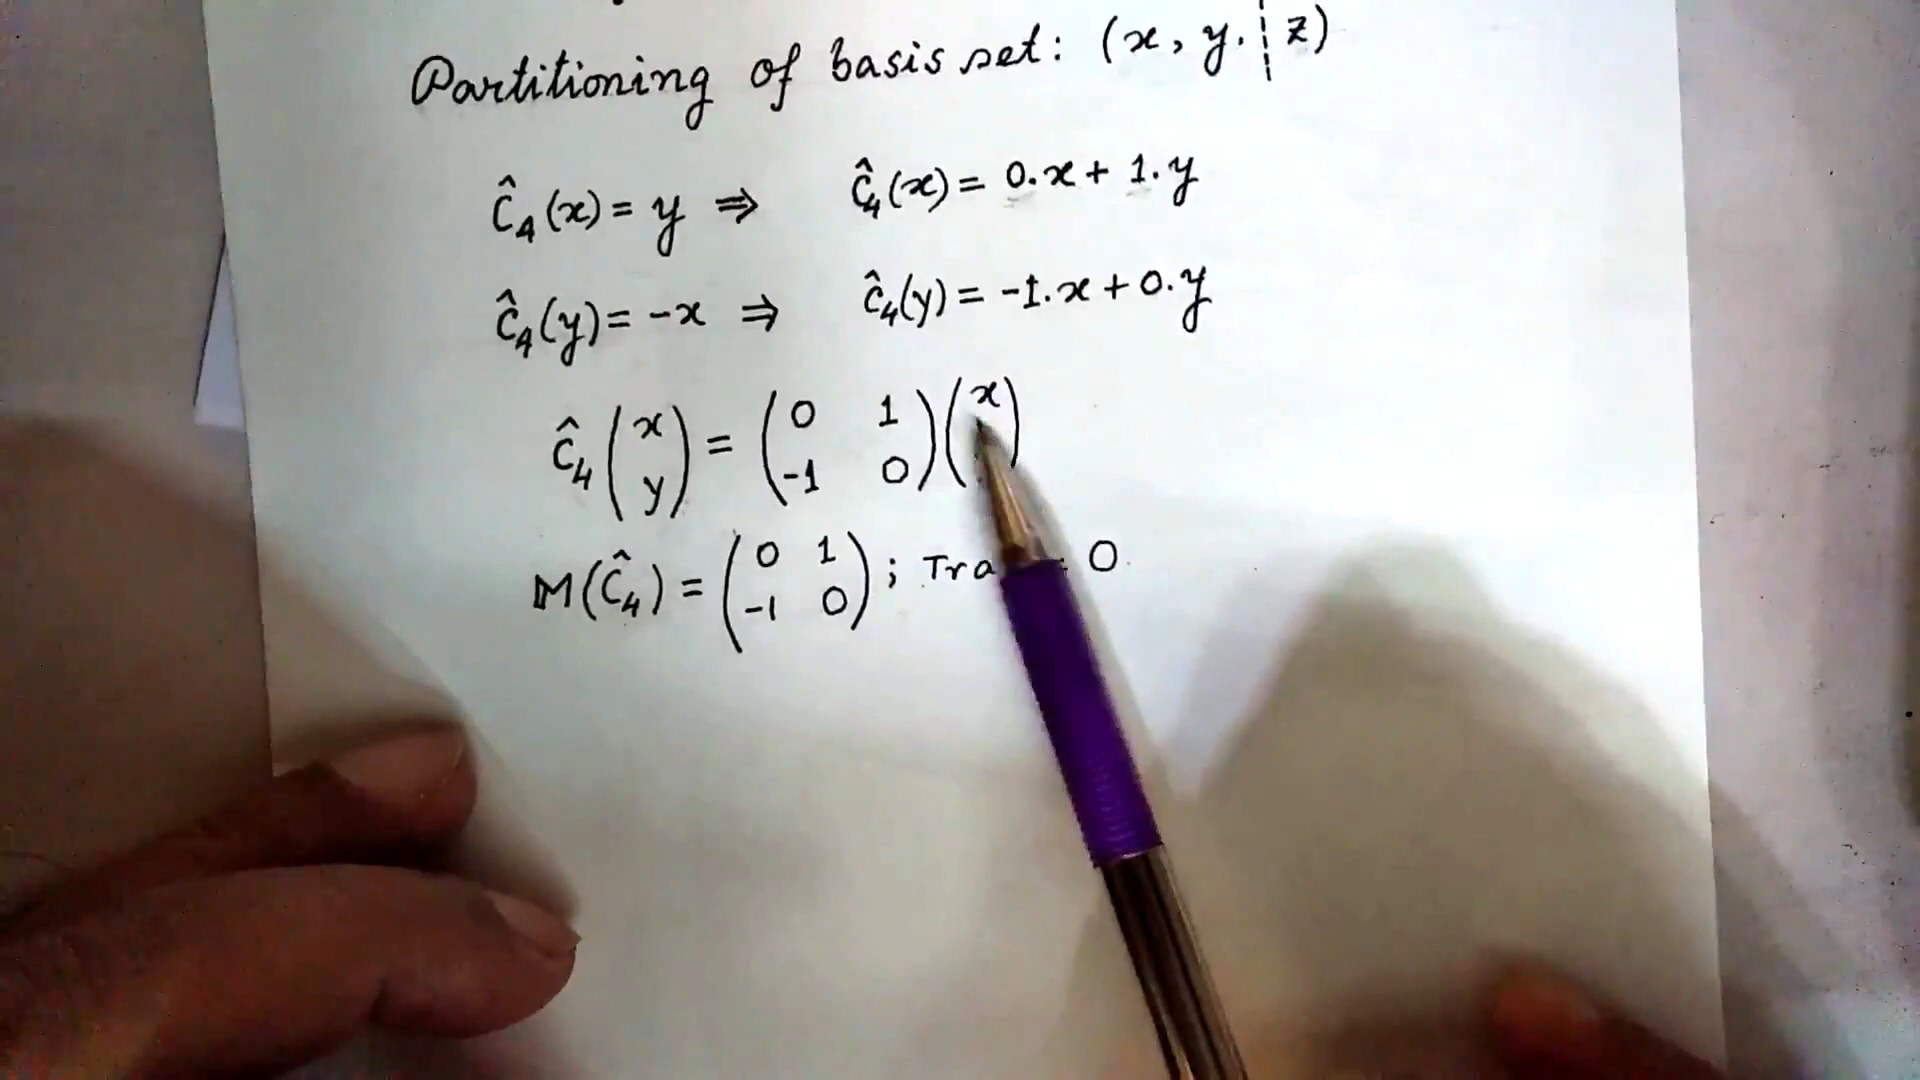 Partitioning of basis set: (x, y. ¦ z)
Ĉ₄(x) = y ⇒ Ĉ₄(x) = 0.x + 1.y
Ĉ₄(y) = -x ⇒ Ĉ₄(y) = -1.x + 0.y
Ĉ₄ (x y) = (0 1 -1 0) (x
M(Ĉ₄) = (0 1 -1 0) ; = 0